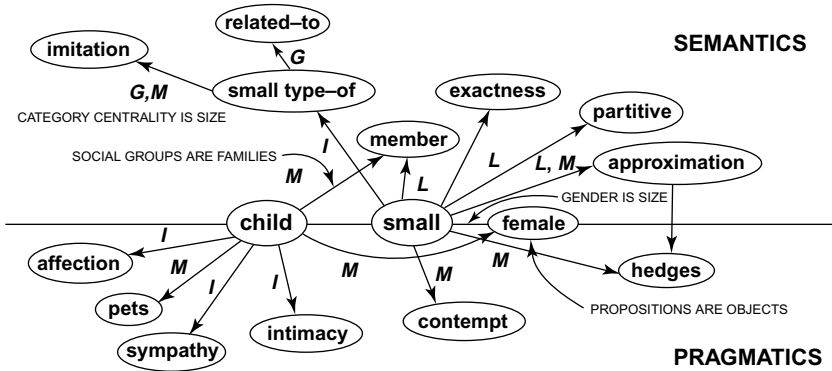 related–to
imitation
SEMANTICS
G
G,M
small type–of
exactness
partitive
CATEGORY CENTRALITY IS SIZE
member
I
SOCIAL GROUPS ARE FAMILIES
L
L, M
approximation
M
L
GENDER IS SIZE
child
small
female
I
affection
M
M
M
hedges
I
I
M
pets
PROPOSITIONS ARE OBJECTS
intimacy
contempt
sympathy
PRAGMATICS